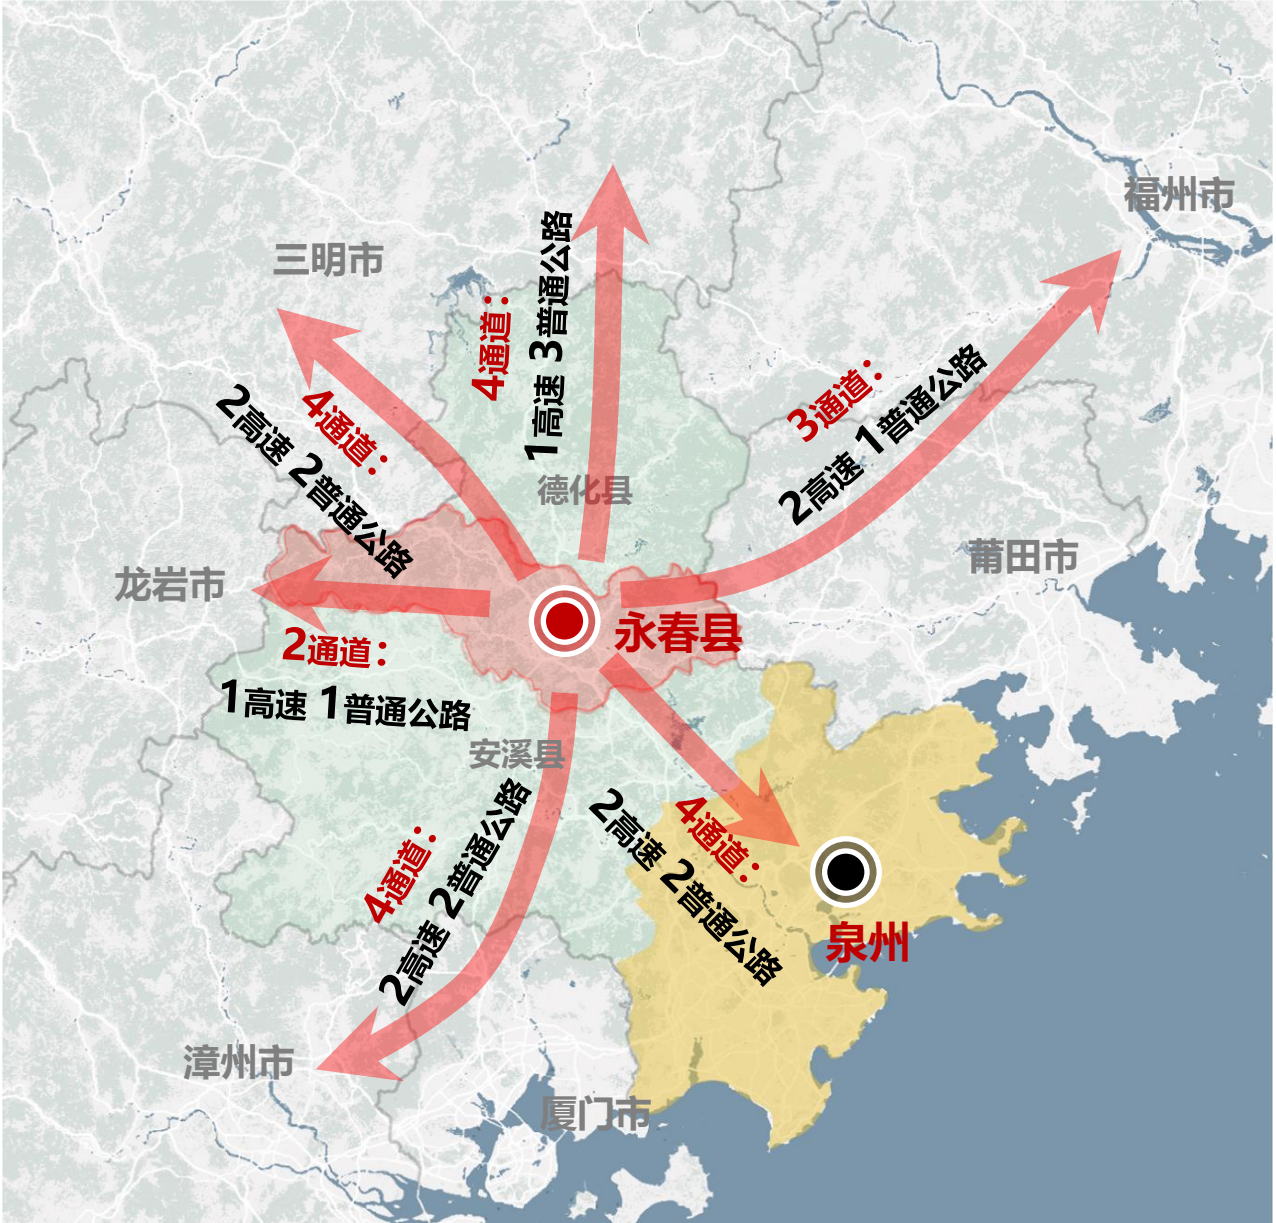 福州市
三明市
4通道：
1高速 3普通公路
3通道：
2高速 1普通公路
4通道：
2高速 2普通公路
德化县
莆田市
龙岩市
永春县
2通道：
1高速 1普通公路
安溪县
4通道：
2高速 2普通公路
4通道：
2高速 2普通公路
泉州
漳州市
厦门市